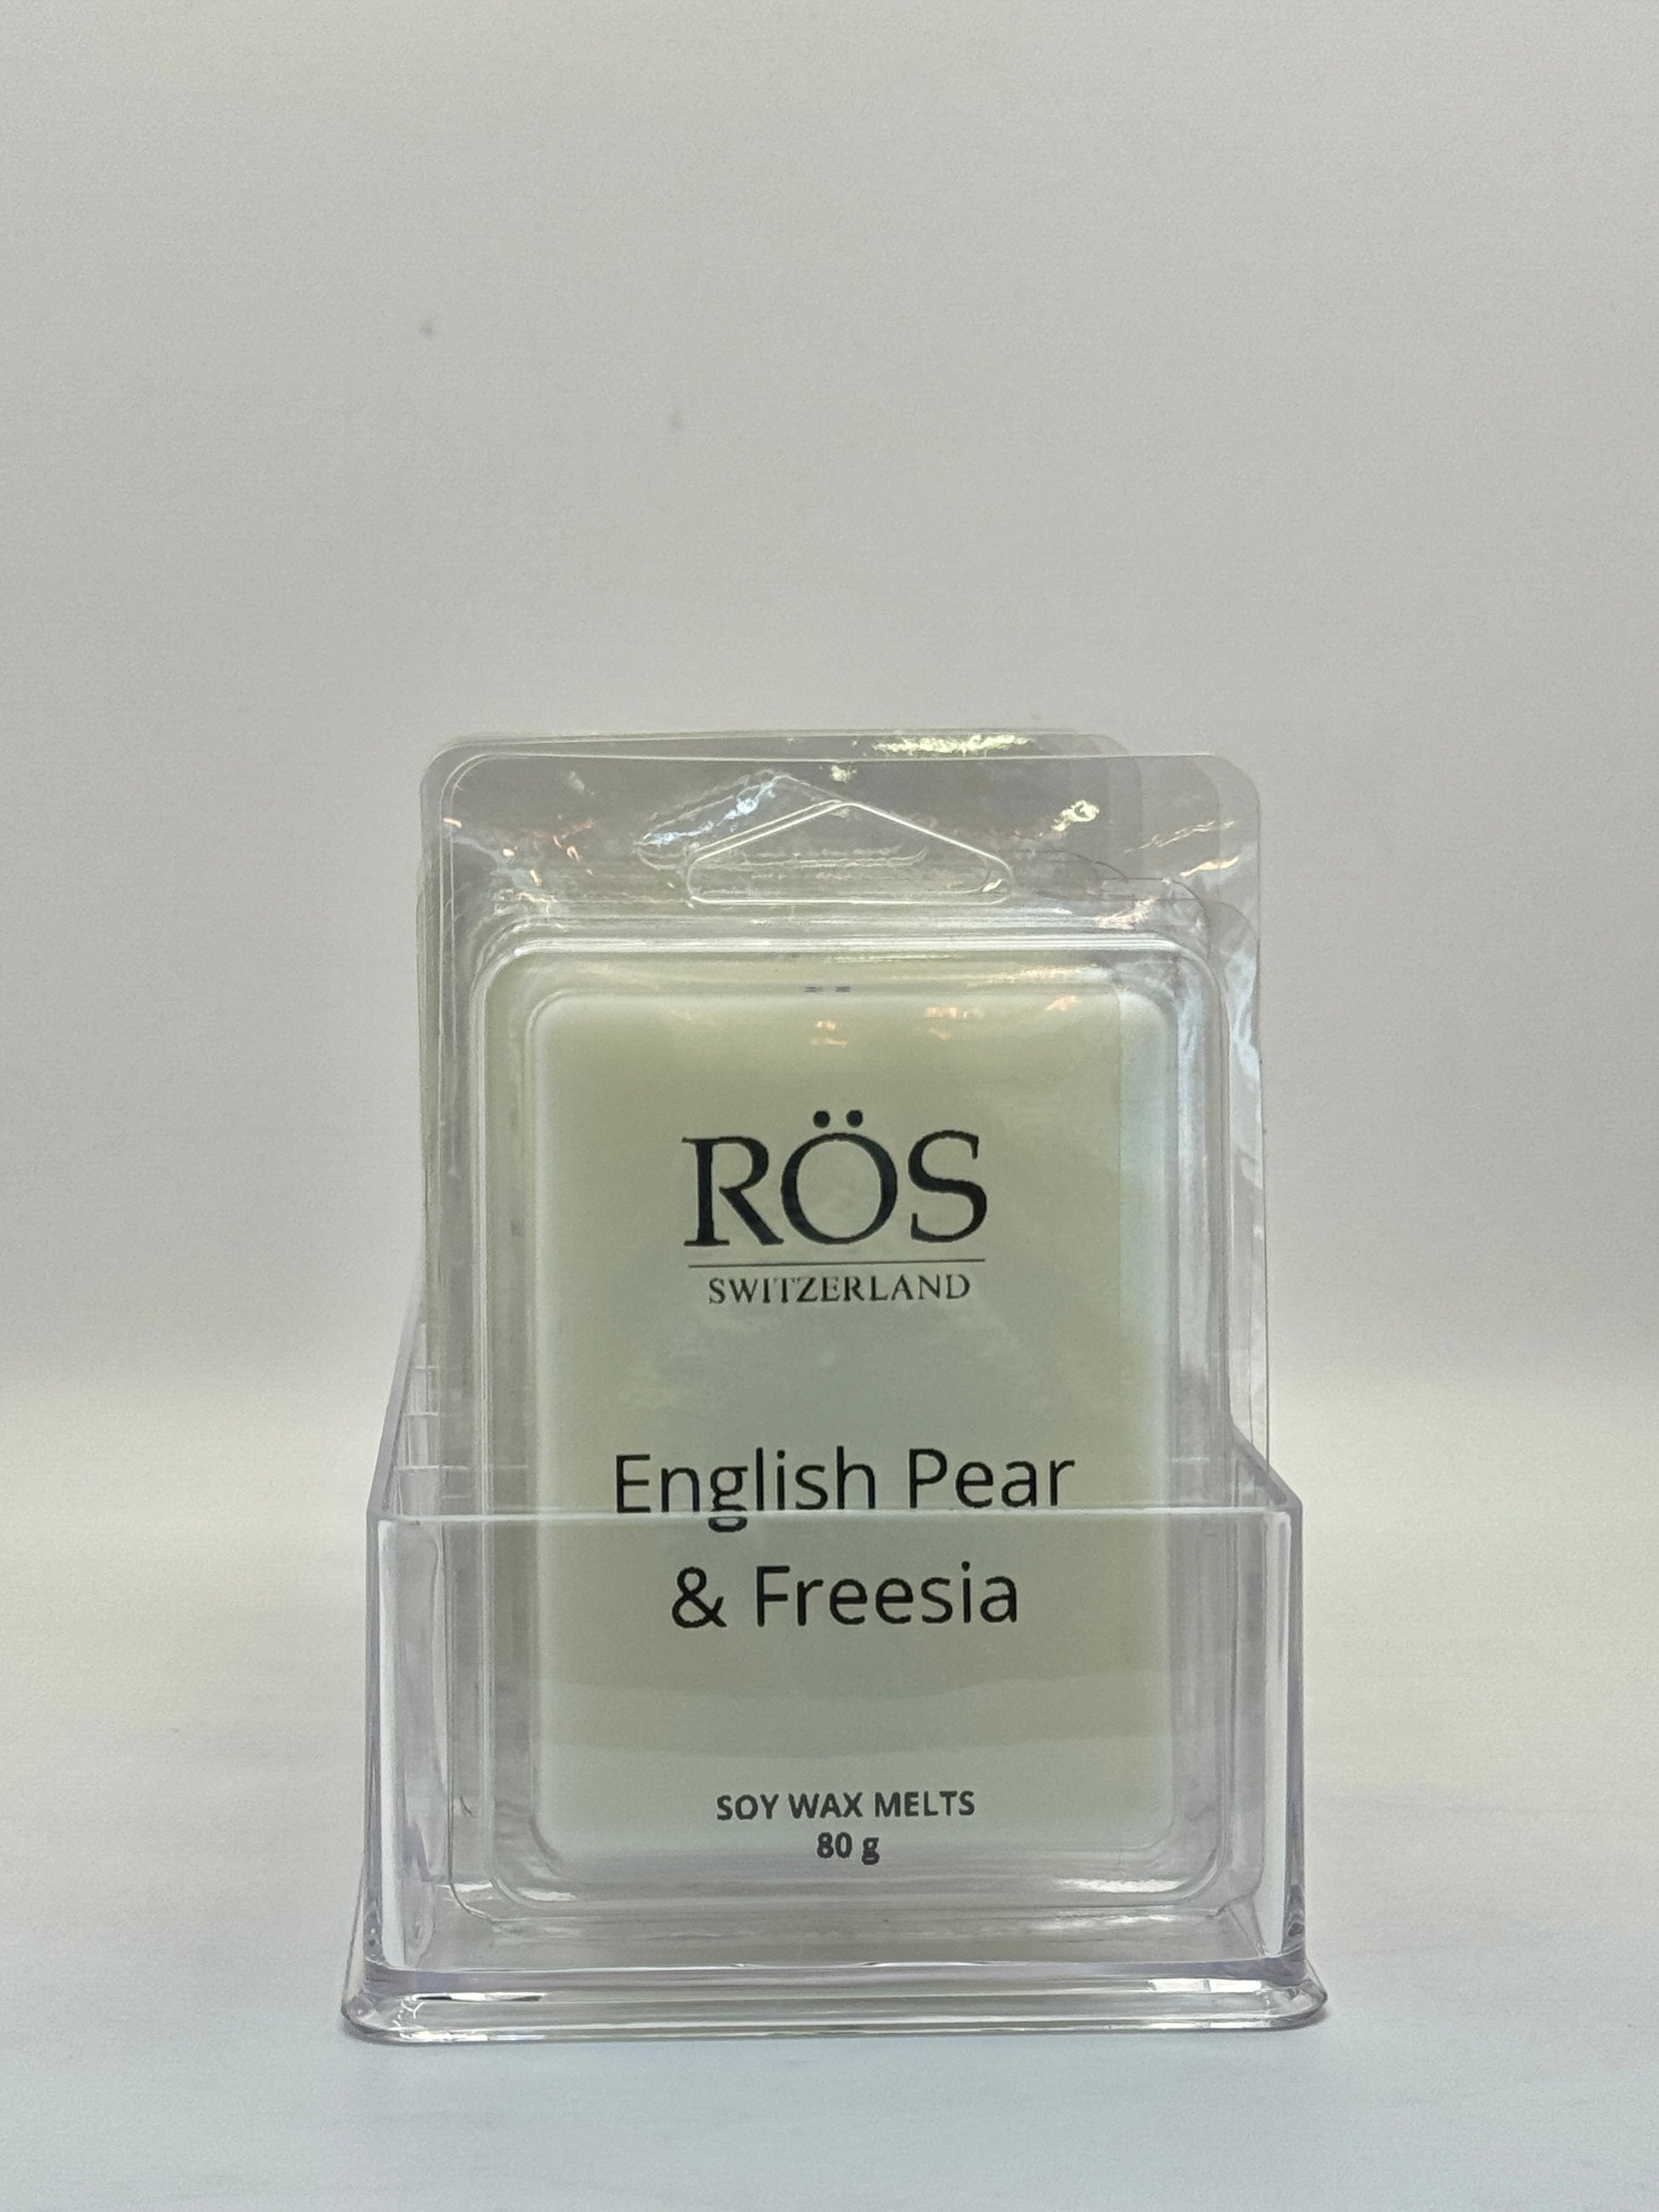 RÖS
SWITZERLAND
English Pear
& Freesia
SOY WAX MELTS
80 g